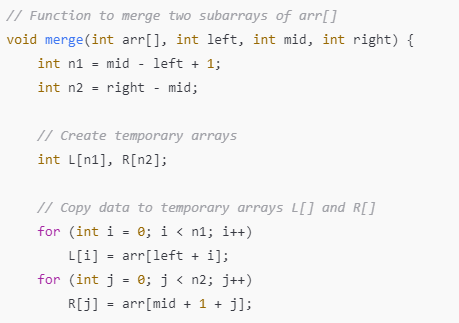 // Function to merge two subarrays of arr[]
void merge(int arr[], int left, int mid, int right) {
    int n1 = mid - left + 1;
    int n2 = right - mid;

    // Create temporary arrays
    int L[n1], R[n2];

    // Copy data to temporary arrays L[] and R[]
    for (int i = 0; i < n1; i++)
        L[i] = arr[left + i];
    for (int j = 0; j < n2; j++)
        R[j] = arr[mid + 1 + j];